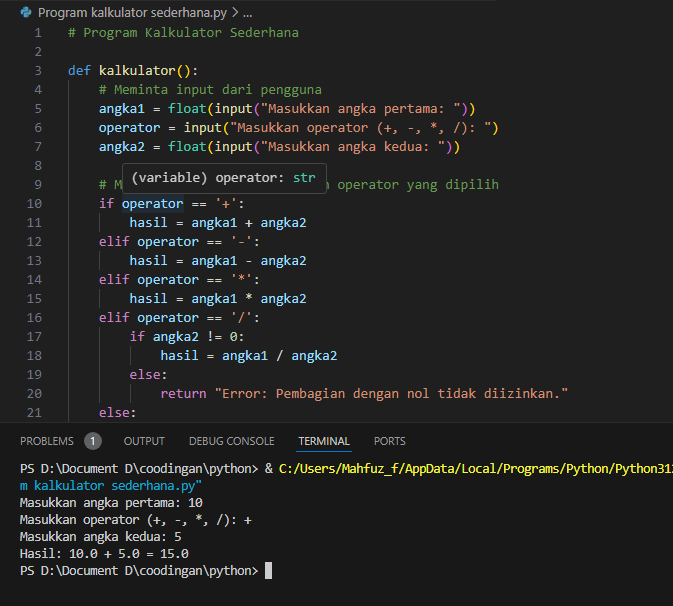 Program kalkulator sederhana.py > ...
1 # Program Kalkulator Sederhana
2
3 def kalkulator():
4 # Meminta input dari pengguna
5 angka1 = float(input("Masukkan angka pertama: "))
6 operator = input("Masukkan operator (+, -, *, /): ")
7 angka2 = float(input("Masukkan angka kedua: "))
8
(variable) operator: str
9 # M operator yang dipilih
10 if operator == '+':
11 hasil = angka1 + angka2
12 elif operator == '-':
13 hasil = angka1 - angka2
14 elif operator == '*':
15 hasil = angka1 * angka2
16 elif operator == '/':
17 if angka2 != 0:
18 hasil = angka1 / angka2
19 else:
20 return "Error: Pembagian dengan nol tidak diizinkan."
21 else:
PROBLEMS 1 OUTPUT DEBUG CONSOLE TERMINAL PORTS
PS D:\Document D\coodingan\python> & C:/Users/Mahfuz_f/AppData/Local/Programs/Python/Python31
m kalkulator sederhana.py"
Masukkan angka pertama: 10
Masukkan operator (+, -, *, /): +
Masukkan angka kedua: 5
Hasil: 10.0 + 5.0 = 15.0
PS D:\Document D\coodingan\python>